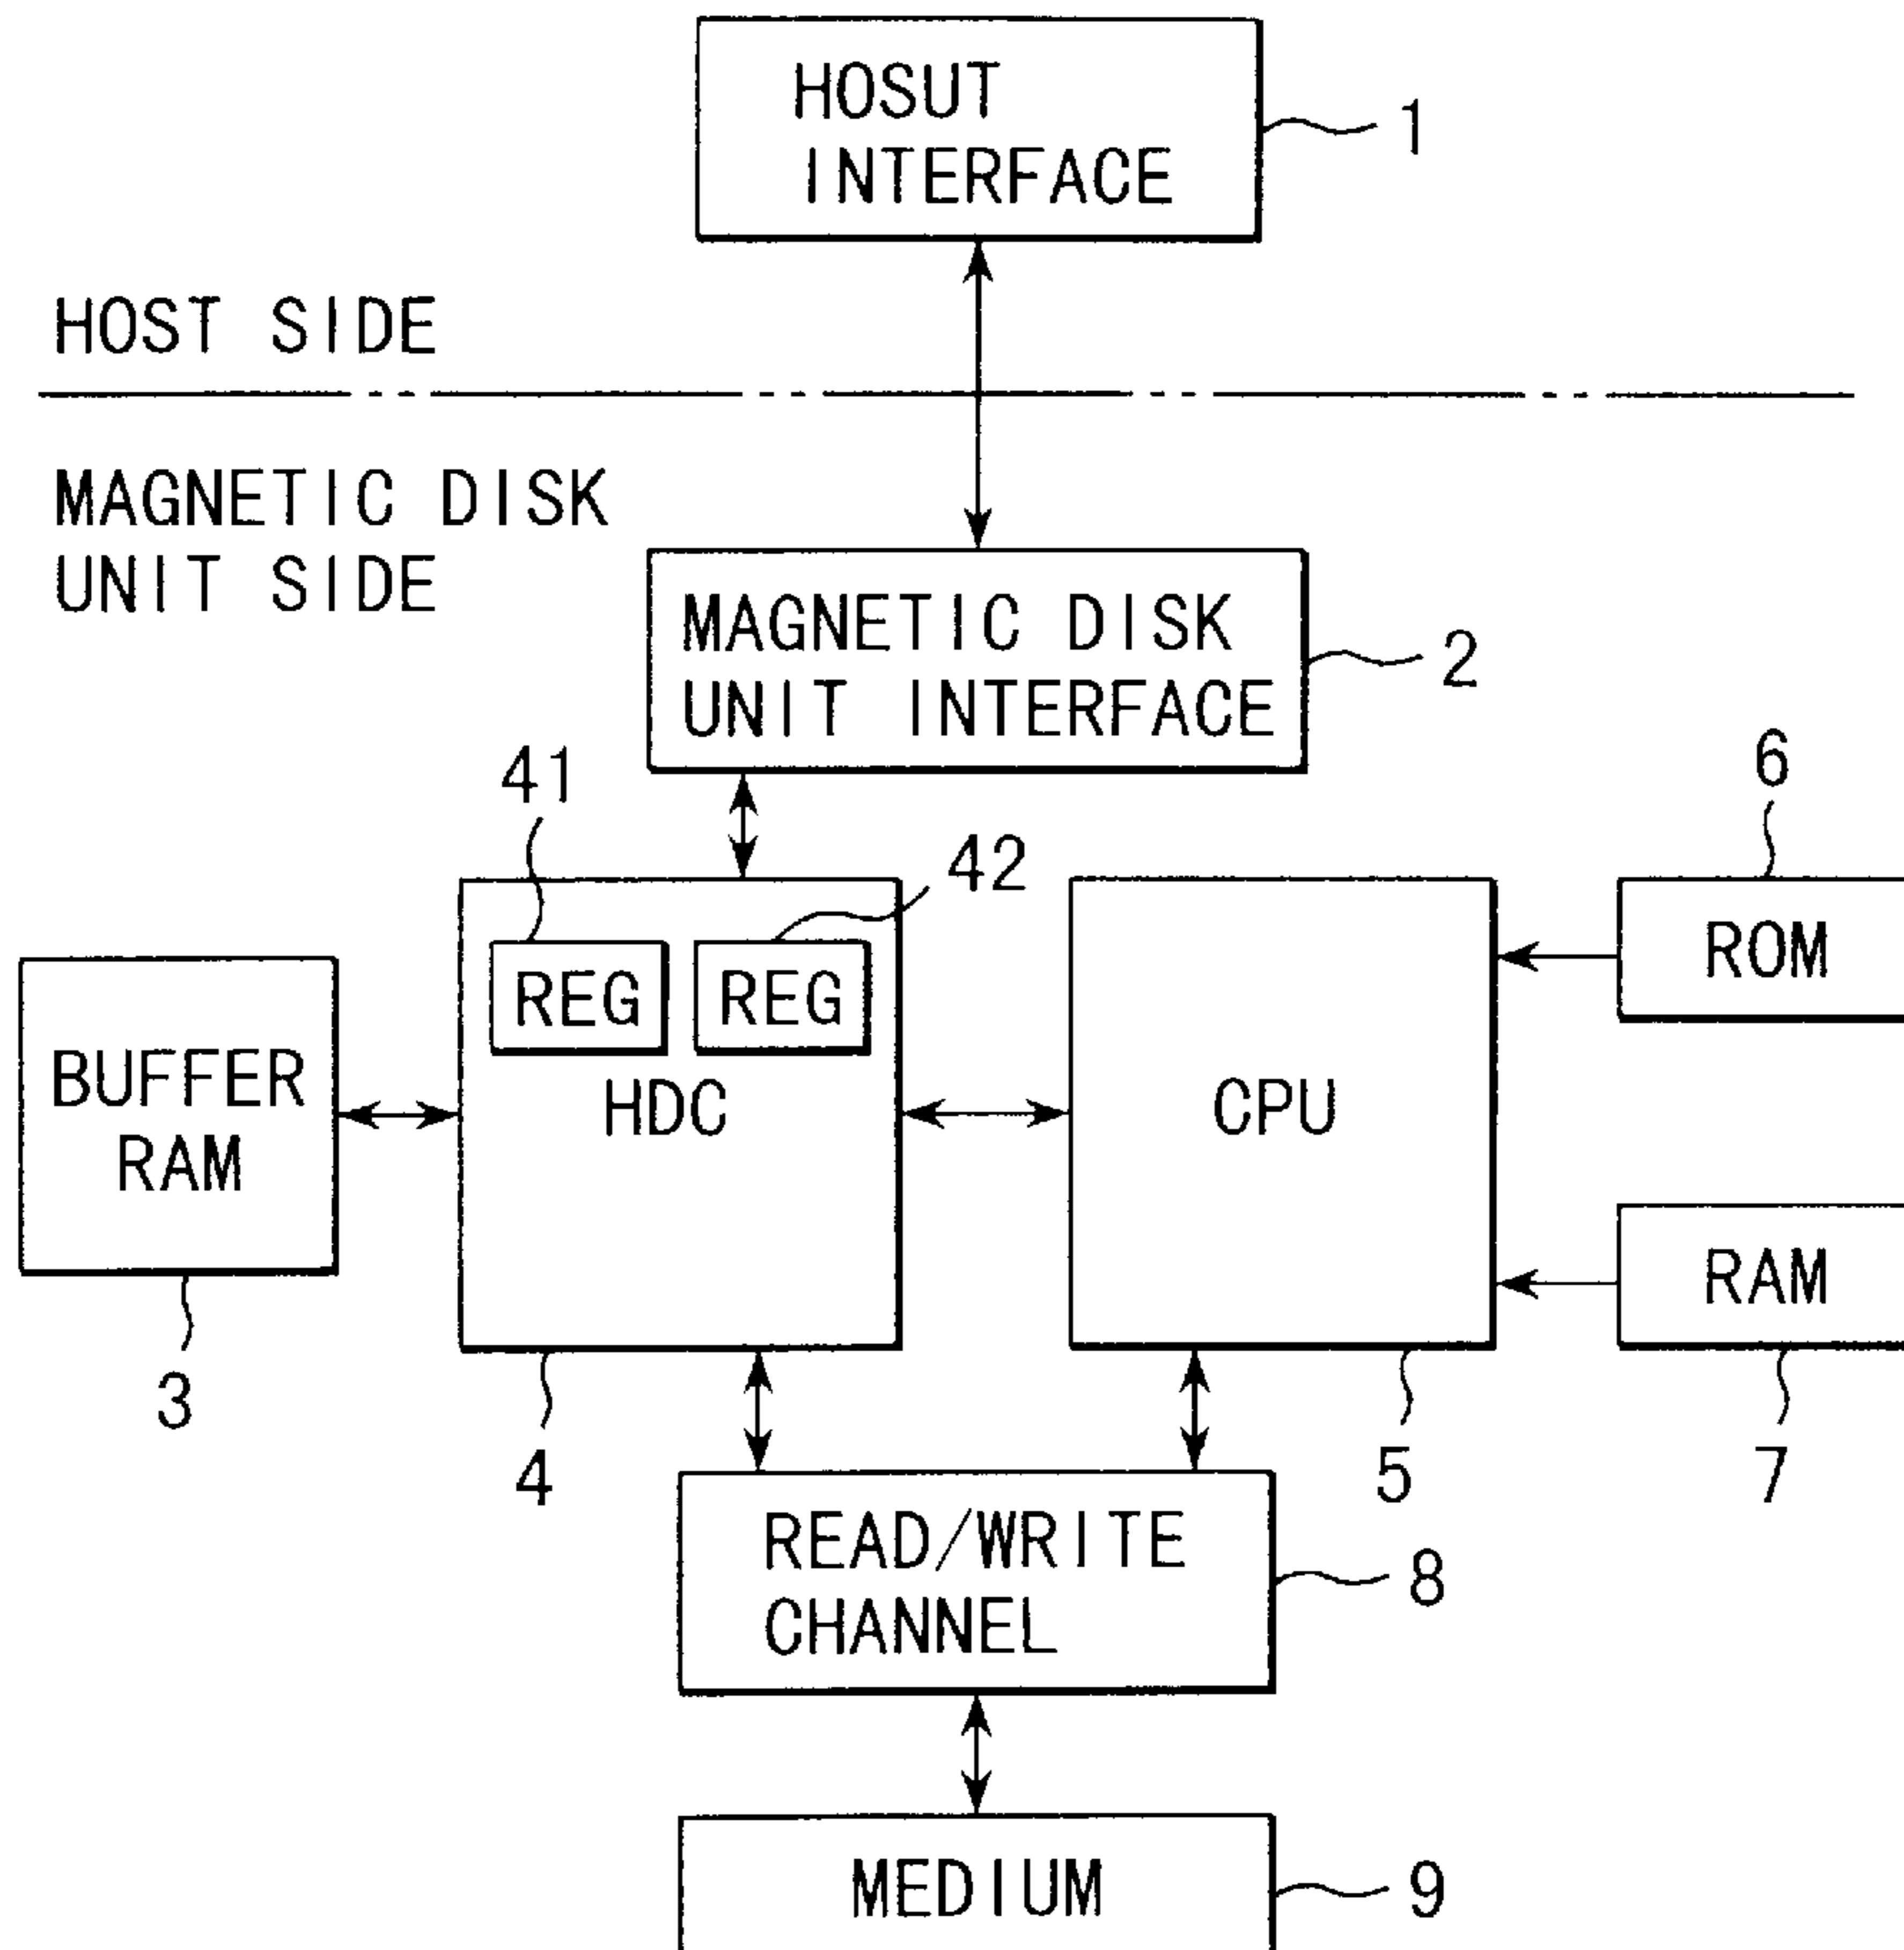 HOSUT
INTERFACE
1
HOST SIDE
MAGNETIC DISK
UNIT SIDE
MAGNETIC DISK
UNIT INTERFACE
2
41
42
6
REG
REG
ROM
BUFFER
RAM
HDC
CPU
RAM
3
4
5
7
READ/WRITE
CHANNEL
8
MEDIUM
9